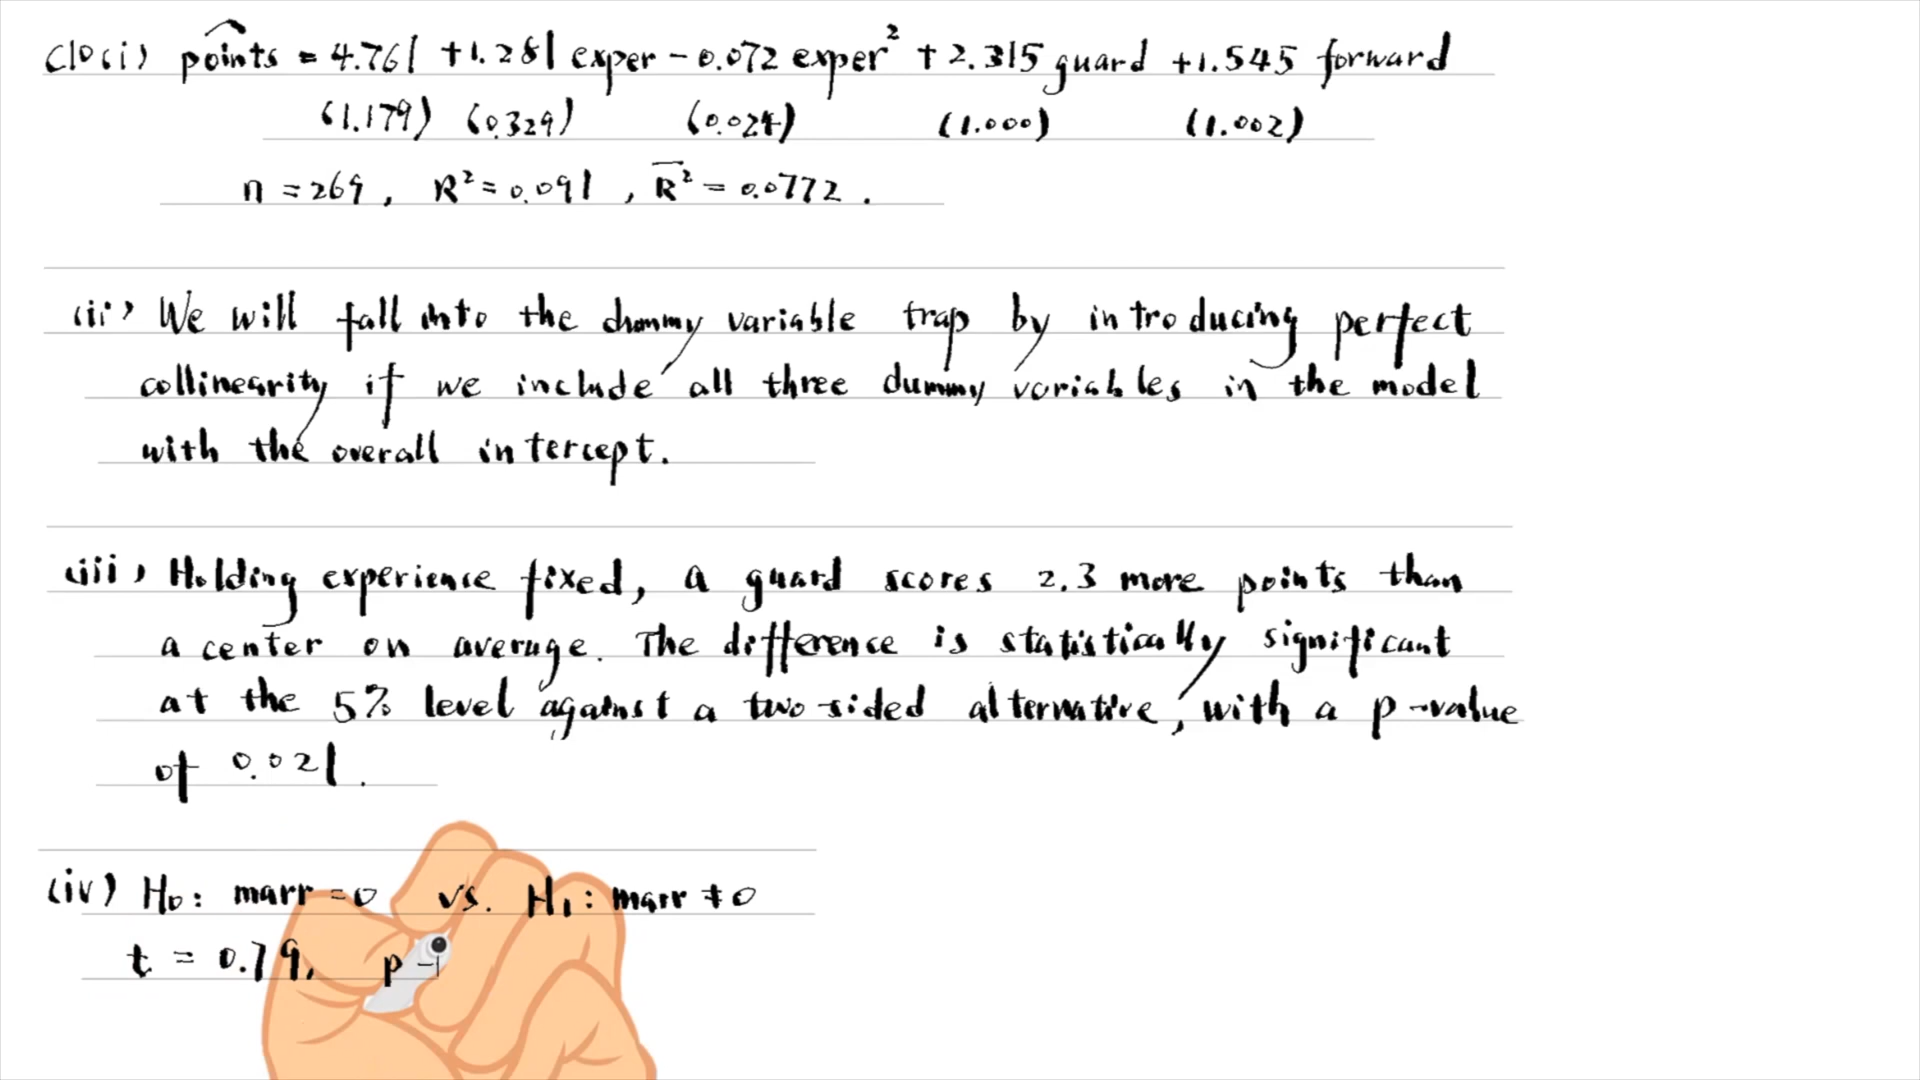 C10(i) points^ = 4.761 + 1.281 exper - 0.072 exper² + 2.315 guard + 1.545 forward
(1.179) (0.329) (0.024) (1.000) (1.002)
n = 269, R² = 0.091, R̅² = 0.0772.
(ii) We will fall into the dummy variable trap by introducing perfect
collinearity if we include all three dummy variables in the model
with the overall intercept.
(iii) Holding experience fixed, a guard scores 2.3 more points than
a center on average. The difference is statistically significant
at the 5% level against a two-sided alternative, with a p-value
of 0.021.
(iv) H₀: marr = 0 vs. H₁: marr ≠ 0
t = 0.79, p -